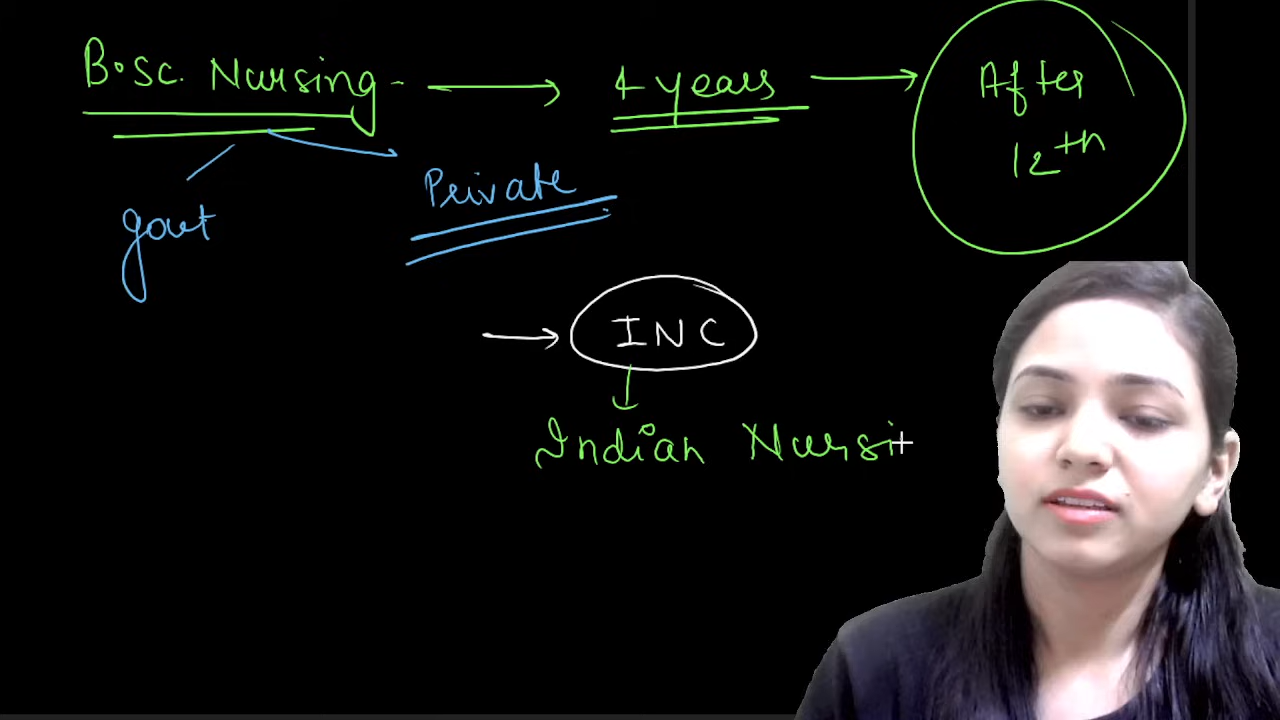 B.Sc. Nursing - → 4 years → After 12th
govt Private
→ INC
Indian Nursi